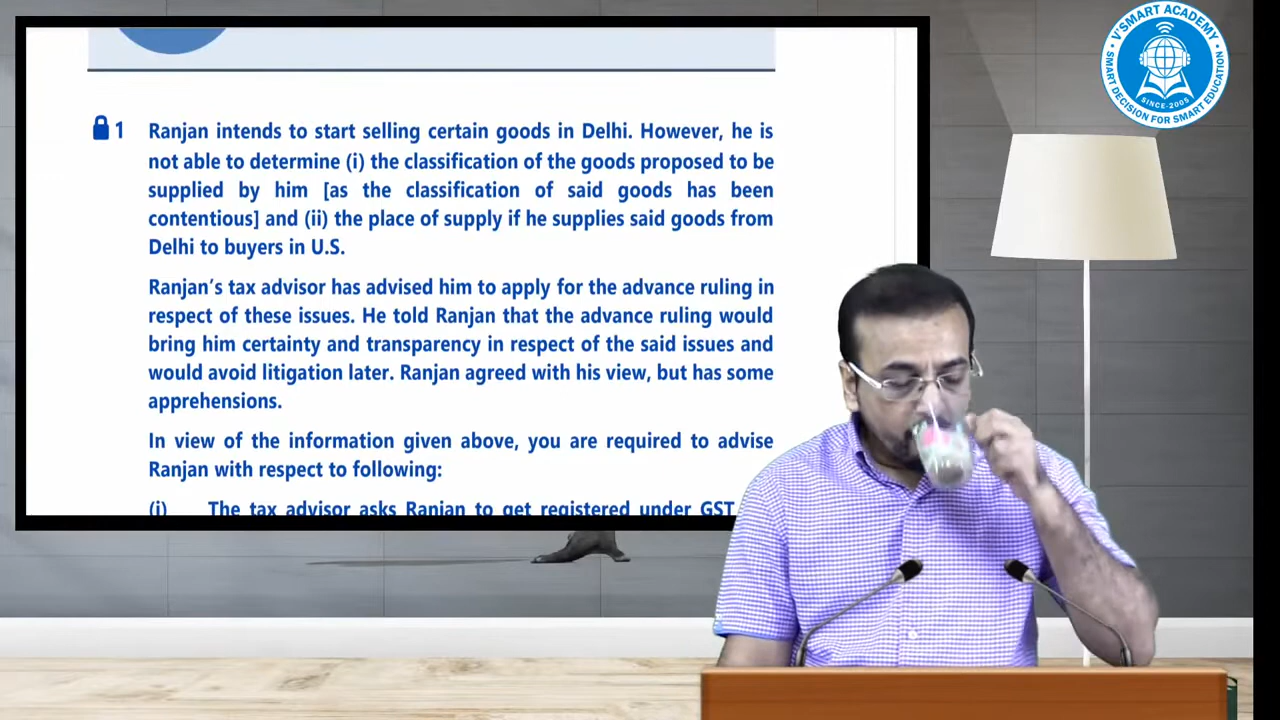 V'SMART ACADEMY
SMART DECISION FOR SMART EDUCATION
SINCE-2005
1 Ranjan intends to start selling certain goods in Delhi. However, he is
not able to determine (i) the classification of the goods proposed to be
supplied by him [as the classification of said goods has been
contentious] and (ii) the place of supply if he supplies said goods from
Delhi to buyers in U.S.
Ranjan's tax advisor has advised him to apply for the advance ruling in
respect of these issues. He told Ranjan that the advance ruling would
bring him certainty and transparency in respect of the said issues and
would avoid litigation later. Ranjan agreed with his view, but has some
apprehensions.
In view of the information given above, you are required to advise
Ranjan with respect to following:
(i) The tax advisor asks Ranjan to get registered under GST